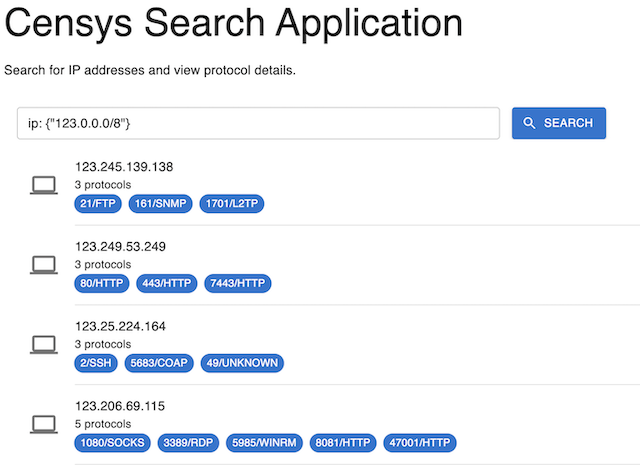 Censys Search Application
Search for IP addresses and view protocol details.
ip: {"123.0.0.0/8"} SEARCH
123.245.139.138
3 protocols
21/FTP 161/SNMP 1701/L2TP
123.249.53.249
3 protocols
80/HTTP 443/HTTP 7443/HTTP
123.25.224.164
3 protocols
2/SSH 5683/COAP 49/UNKNOWN
123.206.69.115
5 protocols
1080/SOCKS 3389/RDP 5985/WINRM 8081/HTTP 47001/HTTP